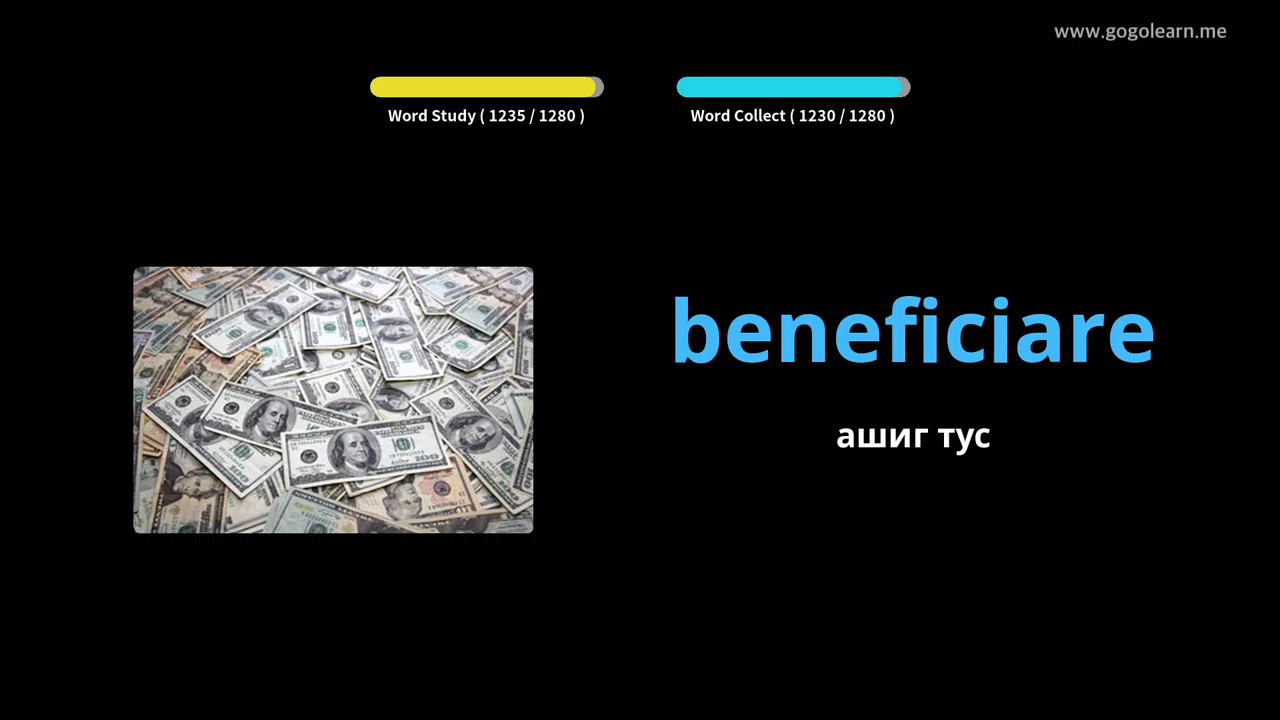 www.gogolearn.me
Word Study ( 1235 / 1280 )
Word Collect ( 1230 / 1280 )
beneficiare
ашиг тус